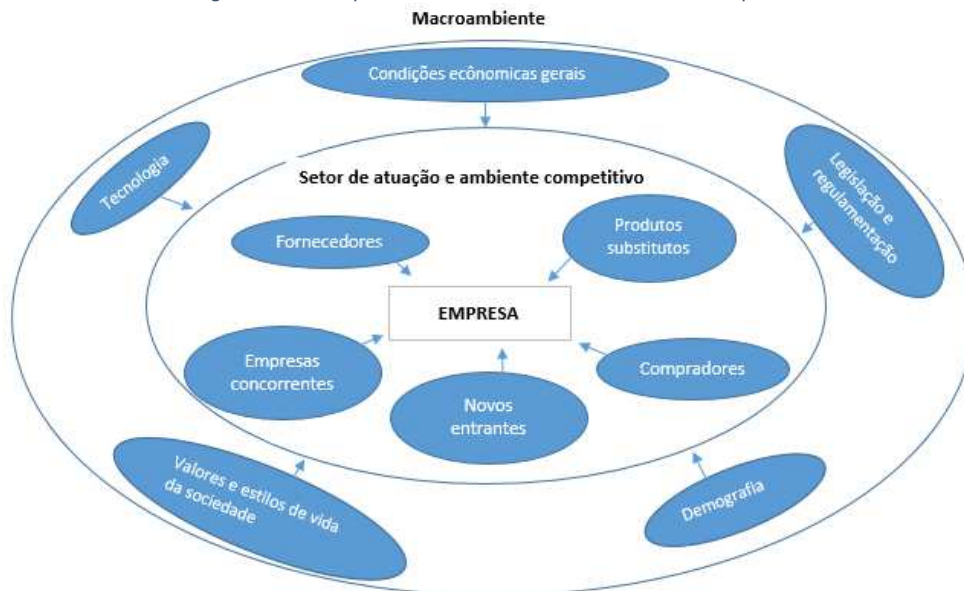 Macroambiente
Condições ecônomicas gerais
Tecnologia
Legislação e
regulamentação
Setor de atuação e ambiente competitivo
Fornecedores
Produtos
substitutos
EMPRESA
Empresas
concorrentes
Novos
entrantes
Compradores
Valores e estilos de vida
da sociedade
Demografia